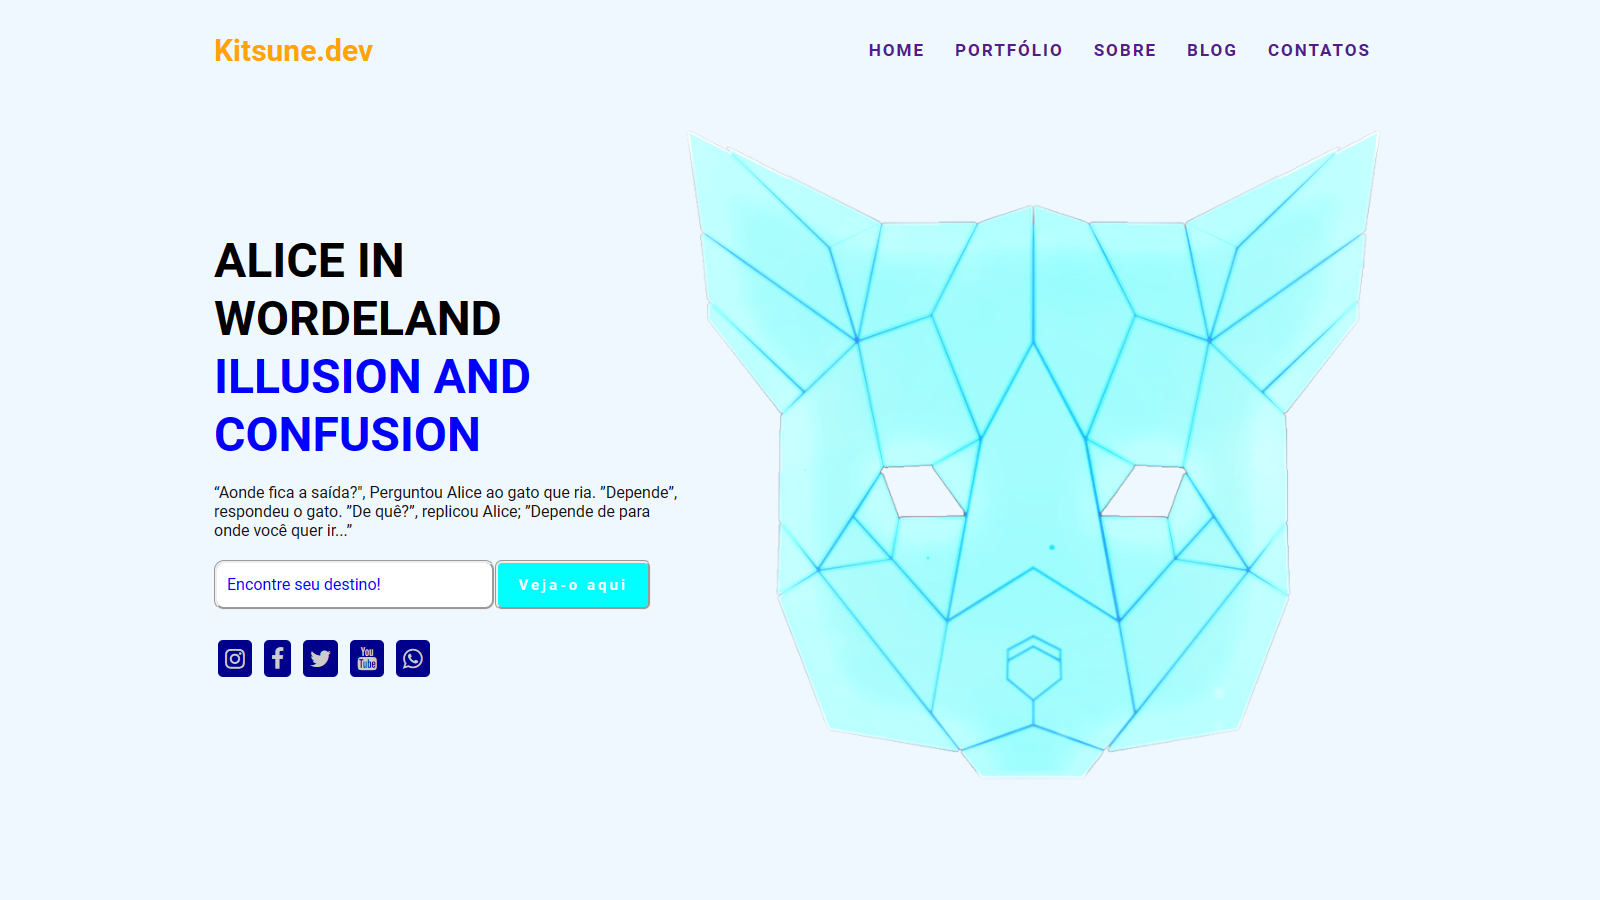 Kitsune.dev
HOME PORTFÓLIO SOBRE BLOG CONTATOS
ALICE IN
WORDELAND
ILLUSION AND
CONFUSION
“Aonde fica a saída?", Perguntou Alice ao gato que ria. ”Depende”,
respondeu o gato. ”De quê?”, replicou Alice; ”Depende de para
onde você quer ir...”
Encontre seu destino! Veja-o aqui
You
Tube